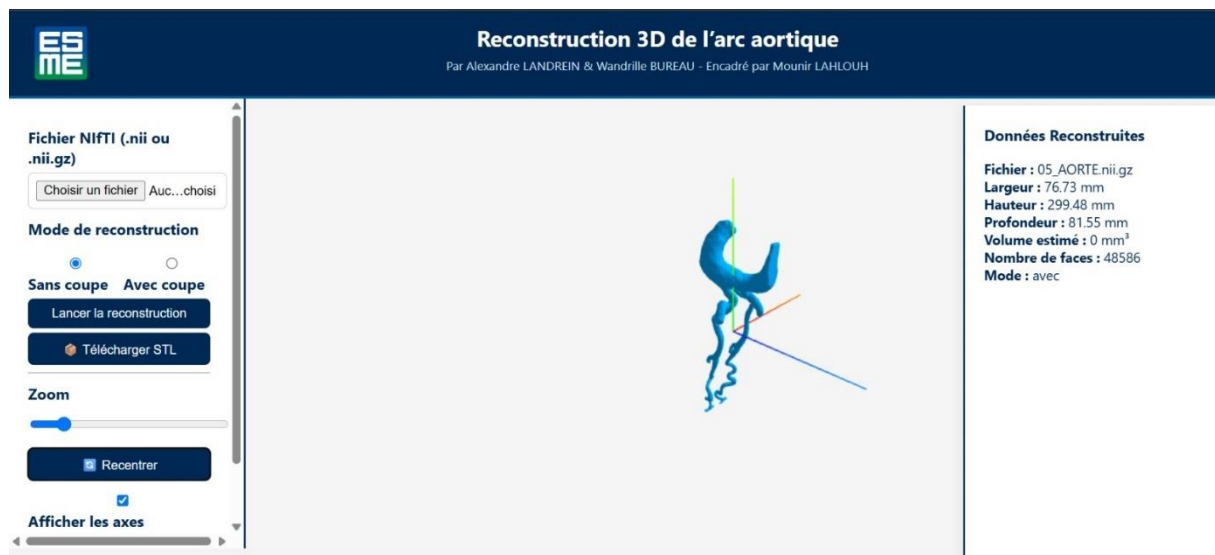 ES
ME
Reconstruction 3D de l’arc aortique
Par Alexandre LANDREIN & Wandrille BUREAU - Encadré par Mounir LAHLOUH
Fichier NIfTI (.nii ou
.nii.gz)
Choisir un fichier Auc...choisi
Mode de reconstruction
Sans coupe Avec coupe
Lancer la reconstruction
Télécharger STL
Zoom
Recentrer
Afficher les axes
Données Reconstruites
Fichier : 05_AORTE.nii.gz
Largeur : 76.73 mm
Hauteur : 299.48 mm
Profondeur : 81.55 mm
Volume estimé : 0 mm³
Nombre de faces : 48586
Mode : avec